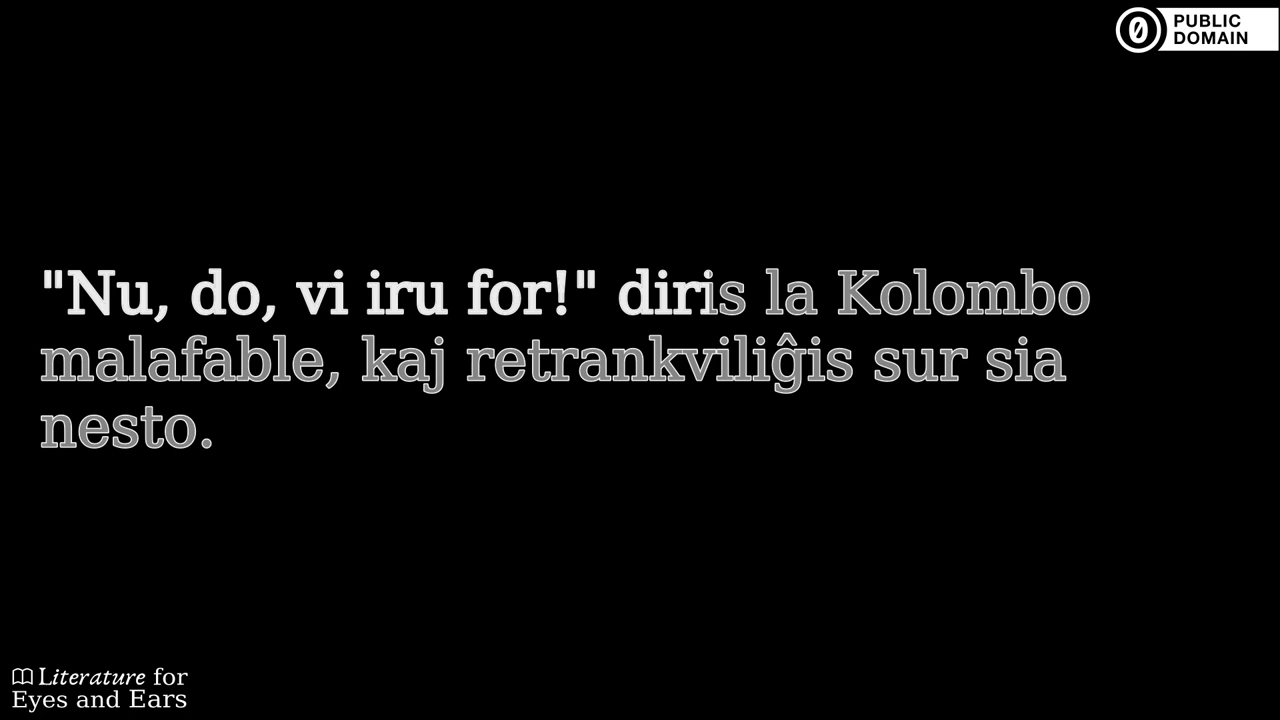 PUBLIC
DOMAIN
"Nu, do, vi iru for!" diris la Kolombo
malafable, kaj retrankviliĝis sur sia
nesto.
Literature for
Eyes and Ears